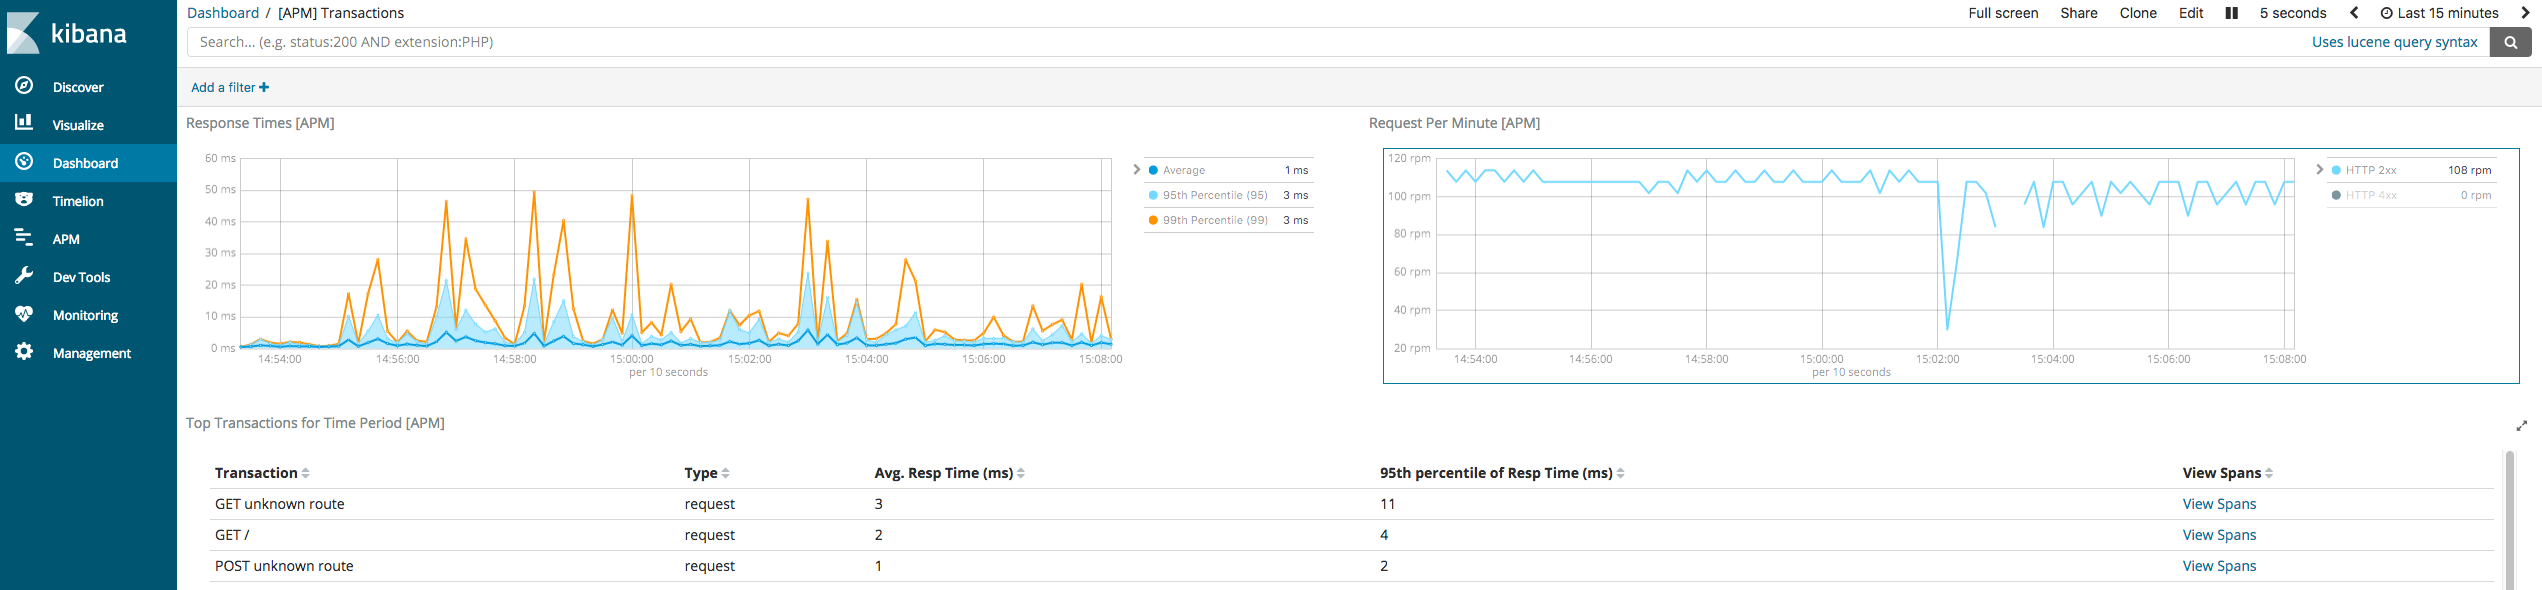 kibana
Discover
Visualize
Dashboard
Timelion
APM
Dev Tools
Monitoring
Management
Dashboard / [APM] Transactions
Full screen Share Clone Edit 5 seconds Last 15 minutes
Search... (e.g. status:200 AND extension:PHP)
Uses lucene query syntax
Add a filter
Response Times [APM]
60 ms
50 ms
40 ms
30 ms
20 ms
10 ms
0 ms
14:54:00 14:56:00 14:58:00 15:00:00 15:02:00 15:04:00 15:06:00 15:08:00
per 10 seconds
Average 1 ms
95th Percentile (95) 3 ms
99th Percentile (99) 3 ms
Request Per Minute [APM]
120 rpm
100 rpm
80 rpm
60 rpm
40 rpm
20 rpm
14:54:00 14:56:00 14:58:00 15:00:00 15:02:00 15:04:00 15:06:00 15:08:00
per 10 seconds
HTTP 2xx 108 rpm
HTTP 4xx 0 rpm
Top Transactions for Time Period [APM]
Transaction Type Avg. Resp Time (ms) 95th percentile of Resp Time (ms) View Spans
GET unknown route request 3 11 View Spans
GET / request 2 4 View Spans
POST unknown route request 1 2 View Spans